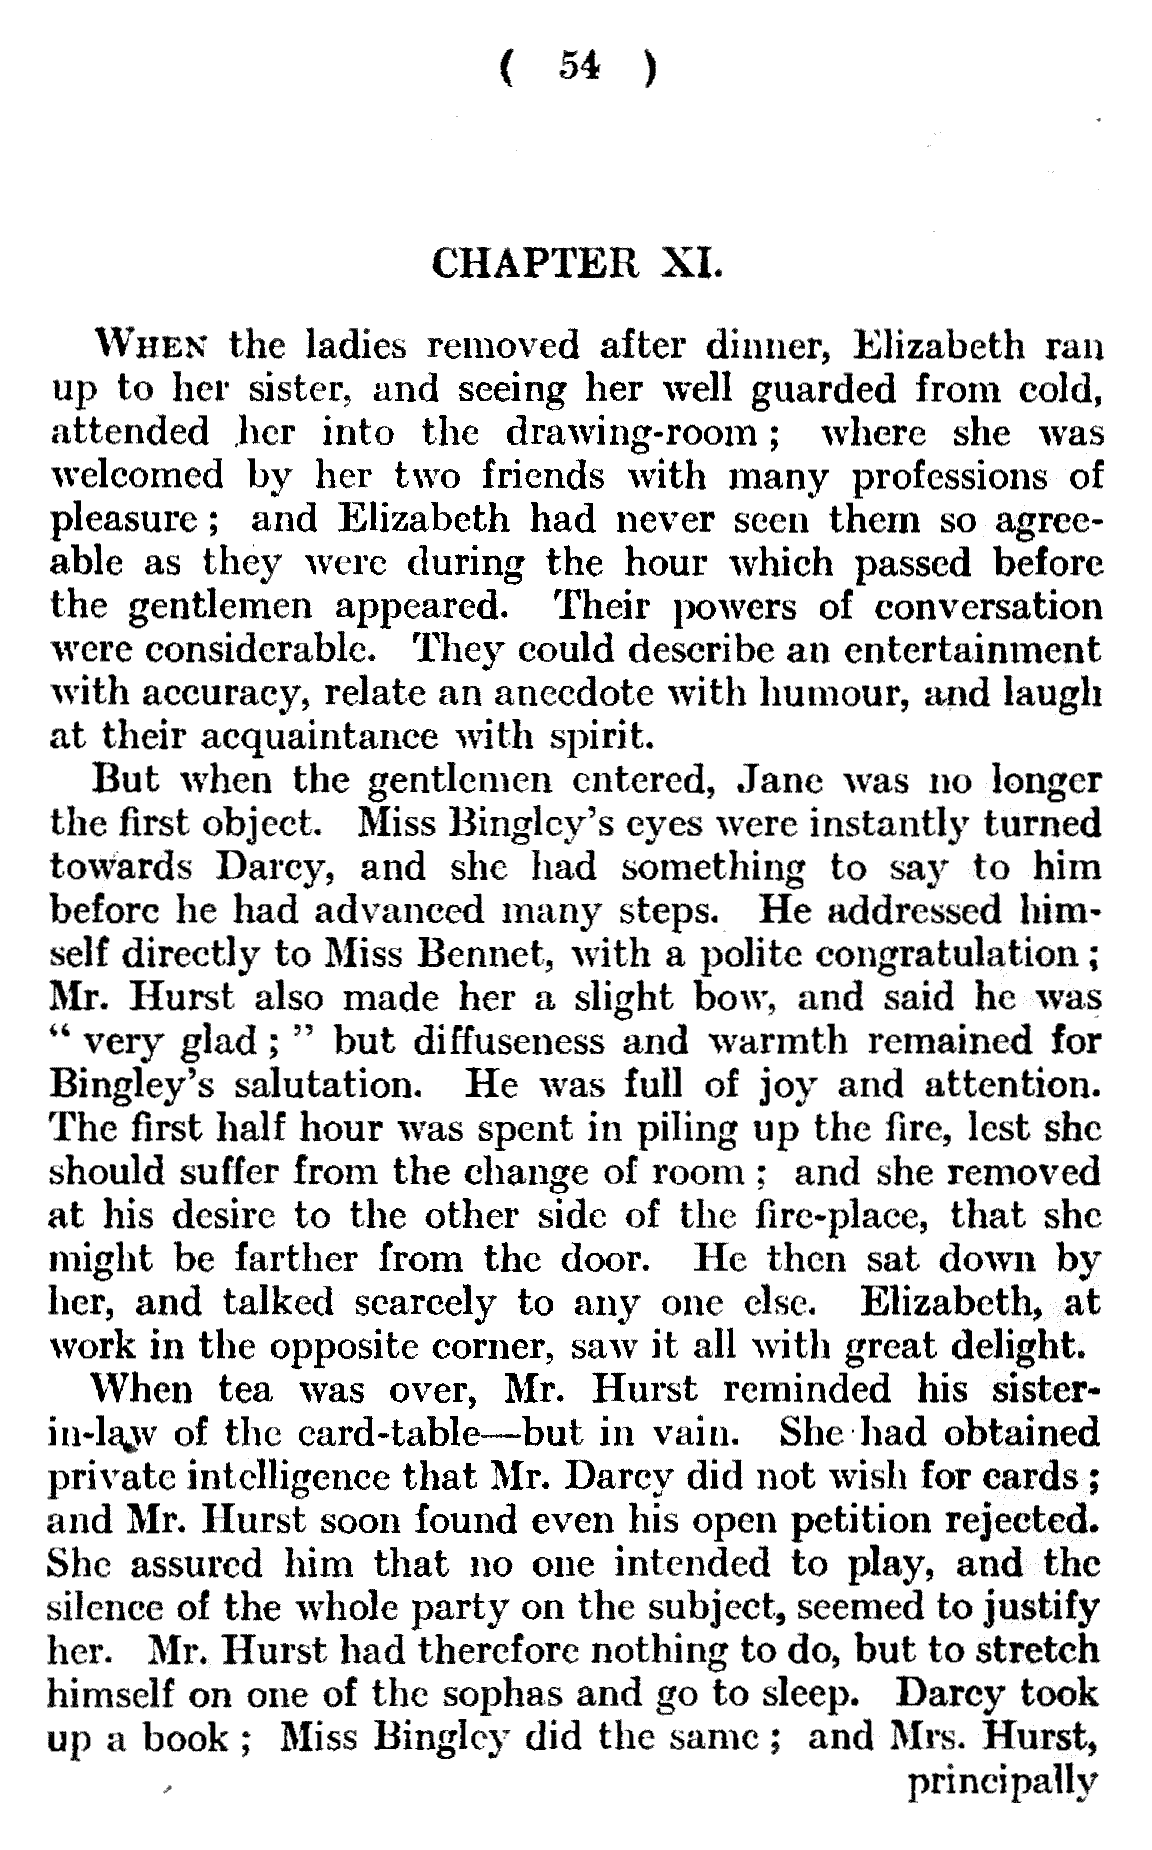 ( 54 )
CHAPTER XI.
WHEN the ladies removed after dinner, Elizabeth ran
up to her sister, and seeing her well guarded from cold,
attended her into the drawing-room ; where she was
welcomed by her two friends with many professions of
pleasure ; and Elizabeth had never seen them so agree-
able as they were during the hour which passed before
the gentlemen appeared. Their powers of conversation
were considerable. They could describe an entertainment
with accuracy, relate an anecdote with humour, and laugh
at their acquaintance with spirit.
But when the gentlemen entered, Jane was no longer
the first object. Miss Bingley's eyes were instantly turned
towards Darcy, and she had something to say to him
before he had advanced many steps. He addressed him-
self directly to Miss Bennet, with a polite congratulation ;
Mr. Hurst also made her a slight bow, and said he was
“ very glad ; ” but diffuseness and warmth remained for
Bingley's salutation. He was full of joy and attention.
The first half hour was spent in piling up the fire, lest she
should suffer from the change of room ; and she removed
at his desire to the other side of the fire-place, that she
might be farther from the door. He then sat down by
her, and talked scarcely to any one else. Elizabeth, at
work in the opposite corner, saw it all with great delight.
When tea was over, Mr. Hurst reminded his sister-
in-law of the card-table—but in vain. She had obtained
private intelligence that Mr. Darcy did not wish for cards ;
and Mr. Hurst soon found even his open petition rejected.
She assured him that no one intended to play, and the
silence of the whole party on the subject, seemed to justify
her. Mr. Hurst had therefore nothing to do, but to stretch
himself on one of the sophas and go to sleep. Darcy took
up a book ; Miss Bingley did the same ; and Mrs. Hurst,
principally